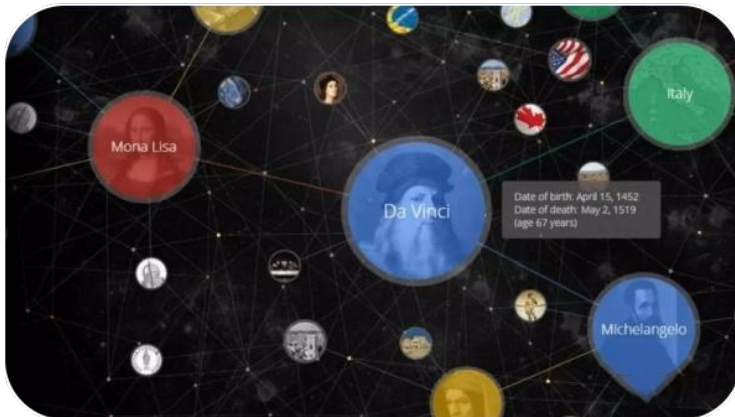 Italy
Mona Lisa
Da Vinci
Date of birth: April 15, 1452
Date of death: May 2, 1519
(age 67 years)
Michelangelo